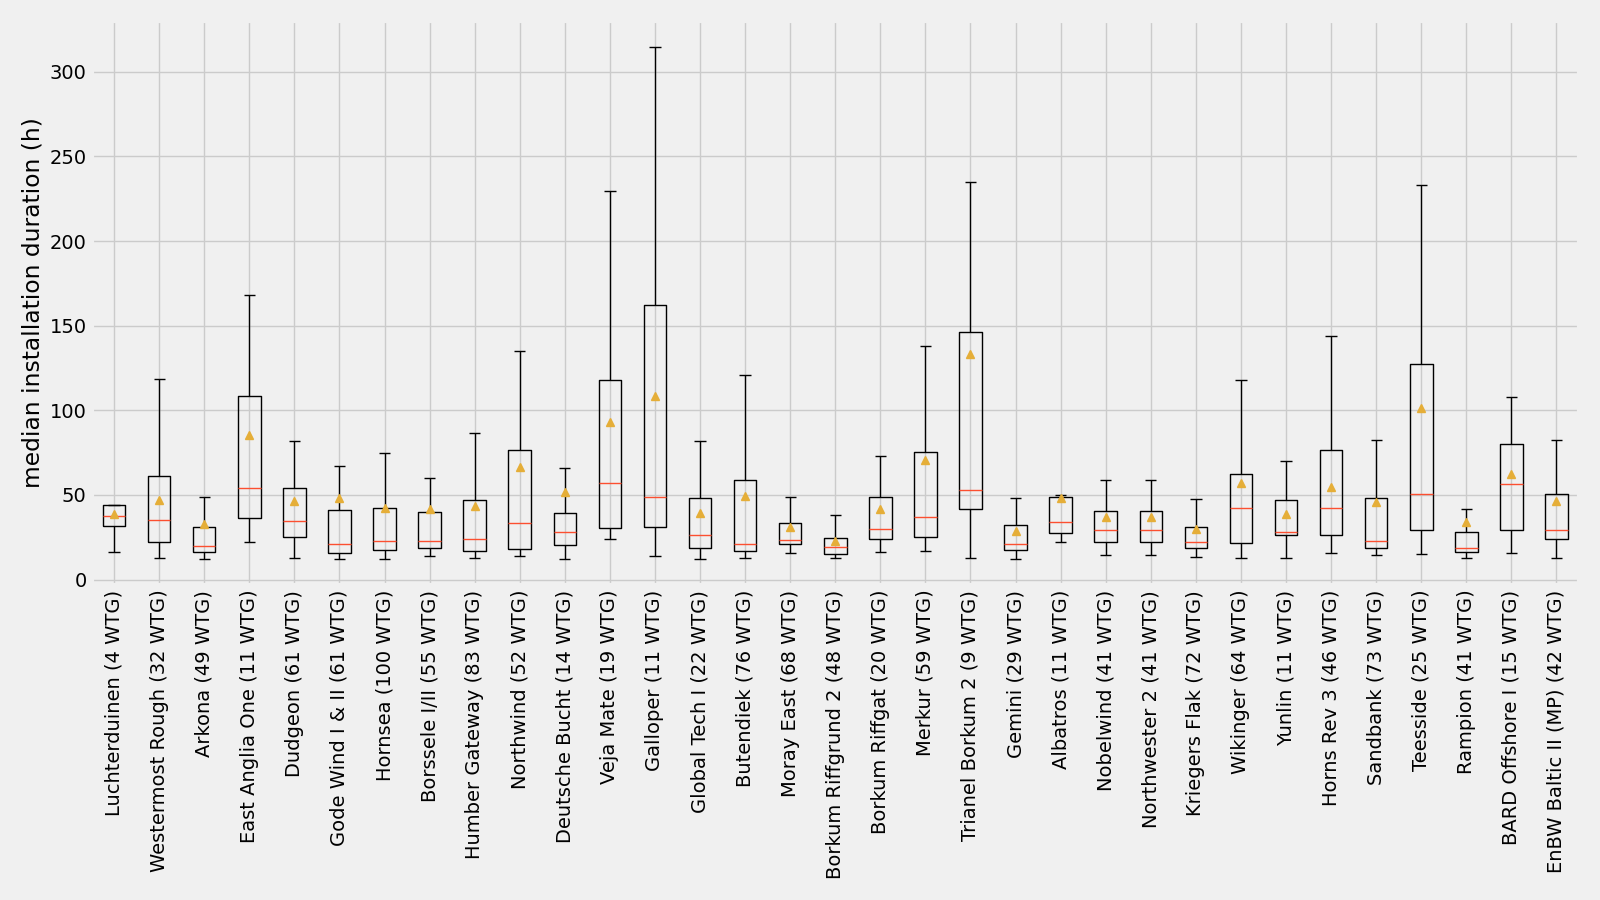 median installation duration (h)
300
250
200
150
100
50
0
Luchterduinen (4 WTG)
Westermost Rough (32 WTG)
Arkona (49 WTG)
East Anglia One (11 WTG)
Dudgeon (61 WTG)
Gode Wind I & II (61 WTG)
Hornsea (100 WTG)
Borssele I/II (55 WTG)
Humber Gateway (83 WTG)
Northwind (52 WTG)
Deutsche Bucht (14 WTG)
Veja Mate (19 WTG)
Galloper (11 WTG)
Global Tech I (22 WTG)
Butendiek (76 WTG)
Moray East (68 WTG)
Borkum Riffgrund 2 (48 WTG)
Borkum Riffgat (20 WTG)
Merkur (59 WTG)
Trianel Borkum 2 (9 WTG)
Gemini (29 WTG)
Albatros (11 WTG)
Nobelwind (41 WTG)
Northwester 2 (41 WTG)
Kriegers Flak (72 WTG)
Wikinger (64 WTG)
Yunlin (11 WTG)
Horns Rev 3 (46 WTG)
Sandbank (73 WTG)
Teesside (25 WTG)
Rampion (41 WTG)
BARD Offshore I (15 WTG)
EnBW Baltic II (MP) (42 WTG)